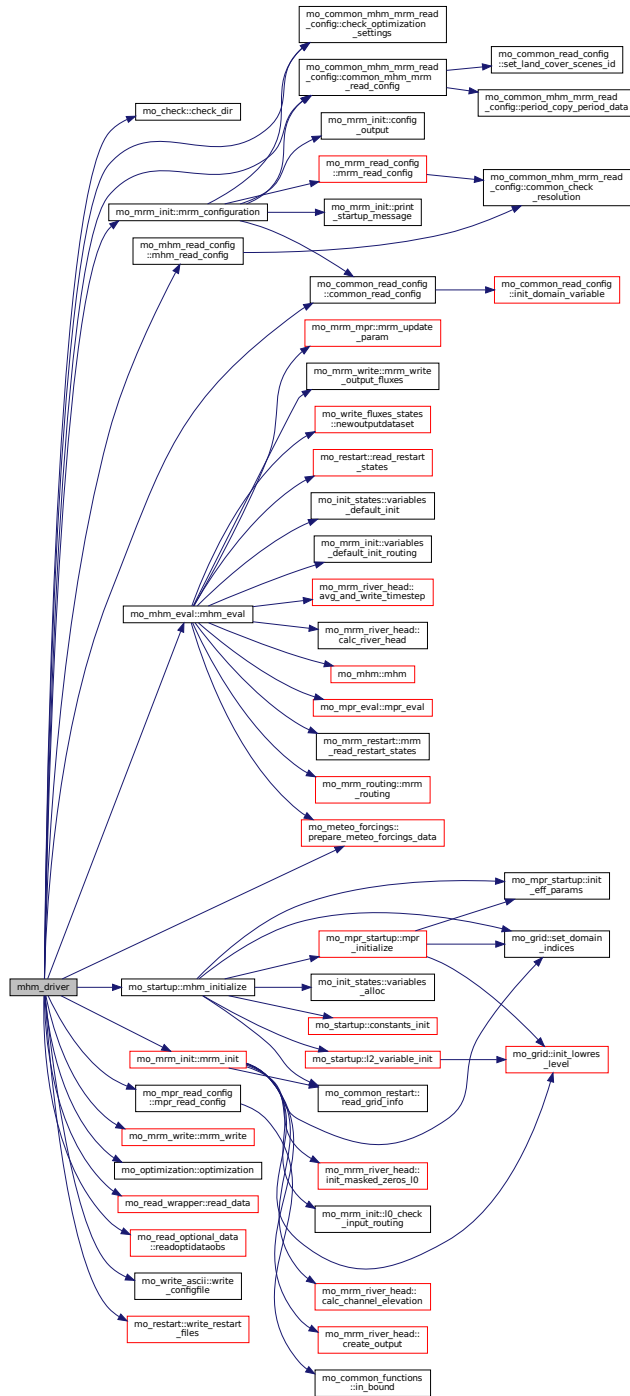 mo_common_mhm_mrm_read
_config::check_optimization
_settings
mo_common_mhm_mrm_read
_config::common_mhm_mrm
_read_config
mo_common_read_config
::set_land_cover_scenes_id
mo_common_mhm_mrm_read
_config::period_copy_period_data
mo_check::check_dir
mo_mrm_init::config
_output
mo_mrm_read_config
::mrm_read_config
mo_common_mhm_mrm_read
_config::common_check
_resolution
mo_mrm_init::mrm_configuration
mo_mrm_init::print
_startup_message
mo_mhm_read_config
::mhm_read_config
mo_common_read_config
::common_read_config
mo_common_read_config
::init_domain_variable
mo_mrm_mpr::mrm_update
_param
mo_mrm_write::mrm_write
_output_fluxes
mo_write_fluxes_states
::newoutputdataset
mo_restart::read_restart
_states
mo_init_states::variables
_default_init
mo_mrm_init::variables
_default_init_routing
mo_mrm_river_head::
avg_and_write_timestep
mo_mhm_eval::mhm_eval
mo_mrm_river_head::
calc_river_head
mo_mhm::mhm
mo_mpr_eval::mpr_eval
mo_mrm_restart::mrm
_read_restart_states
mo_mrm_routing::mrm
_routing
mo_meteo_forcings::
prepare_meteo_forcings_data
mo_mpr_startup::init
_eff_params
mo_mpr_startup::mpr
_initialize
mo_grid::set_domain
_indices
mhm_driver
mo_startup::mhm_initialize
mo_init_states::variables
_alloc
mo_startup::constants_init
mo_mrm_init::mrm_init
mo_startup::l2_variable_init
mo_grid::init_lowres
_level
mo_mpr_read_config
::mpr_read_config
mo_common_restart::
read_grid_info
mo_mrm_write::mrm_write
mo_optimization::optimization
mo_mrm_river_head::
init_masked_zeros_l0
mo_read_wrapper::read_data
mo_mrm_init::l0_check
_input_routing
mo_read_optional_data
::readoptidataobs
mo_write_ascii::write
_configfile
mo_mrm_river_head::
calc_channel_elevation
mo_restart::write_restart
_files
mo_mrm_river_head::
create_output
mo_common_functions
::in_bound